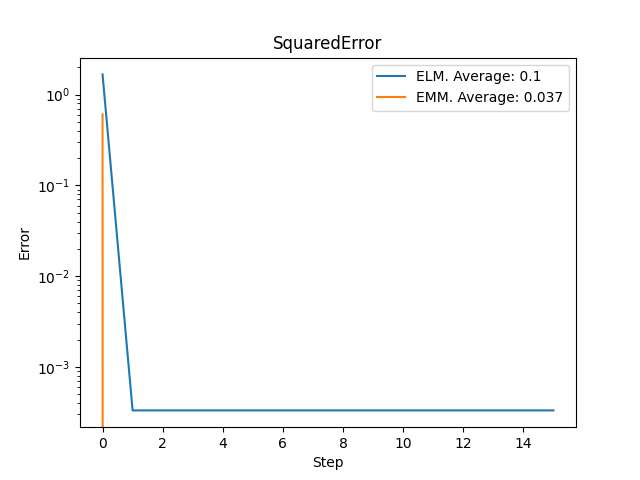 SquaredError
ELM. Average: 0.1
EMM. Average: 0.037
10⁰
10⁻¹
10⁻²
10⁻³
Error
0 2 4 6 8 10 12 14
Step